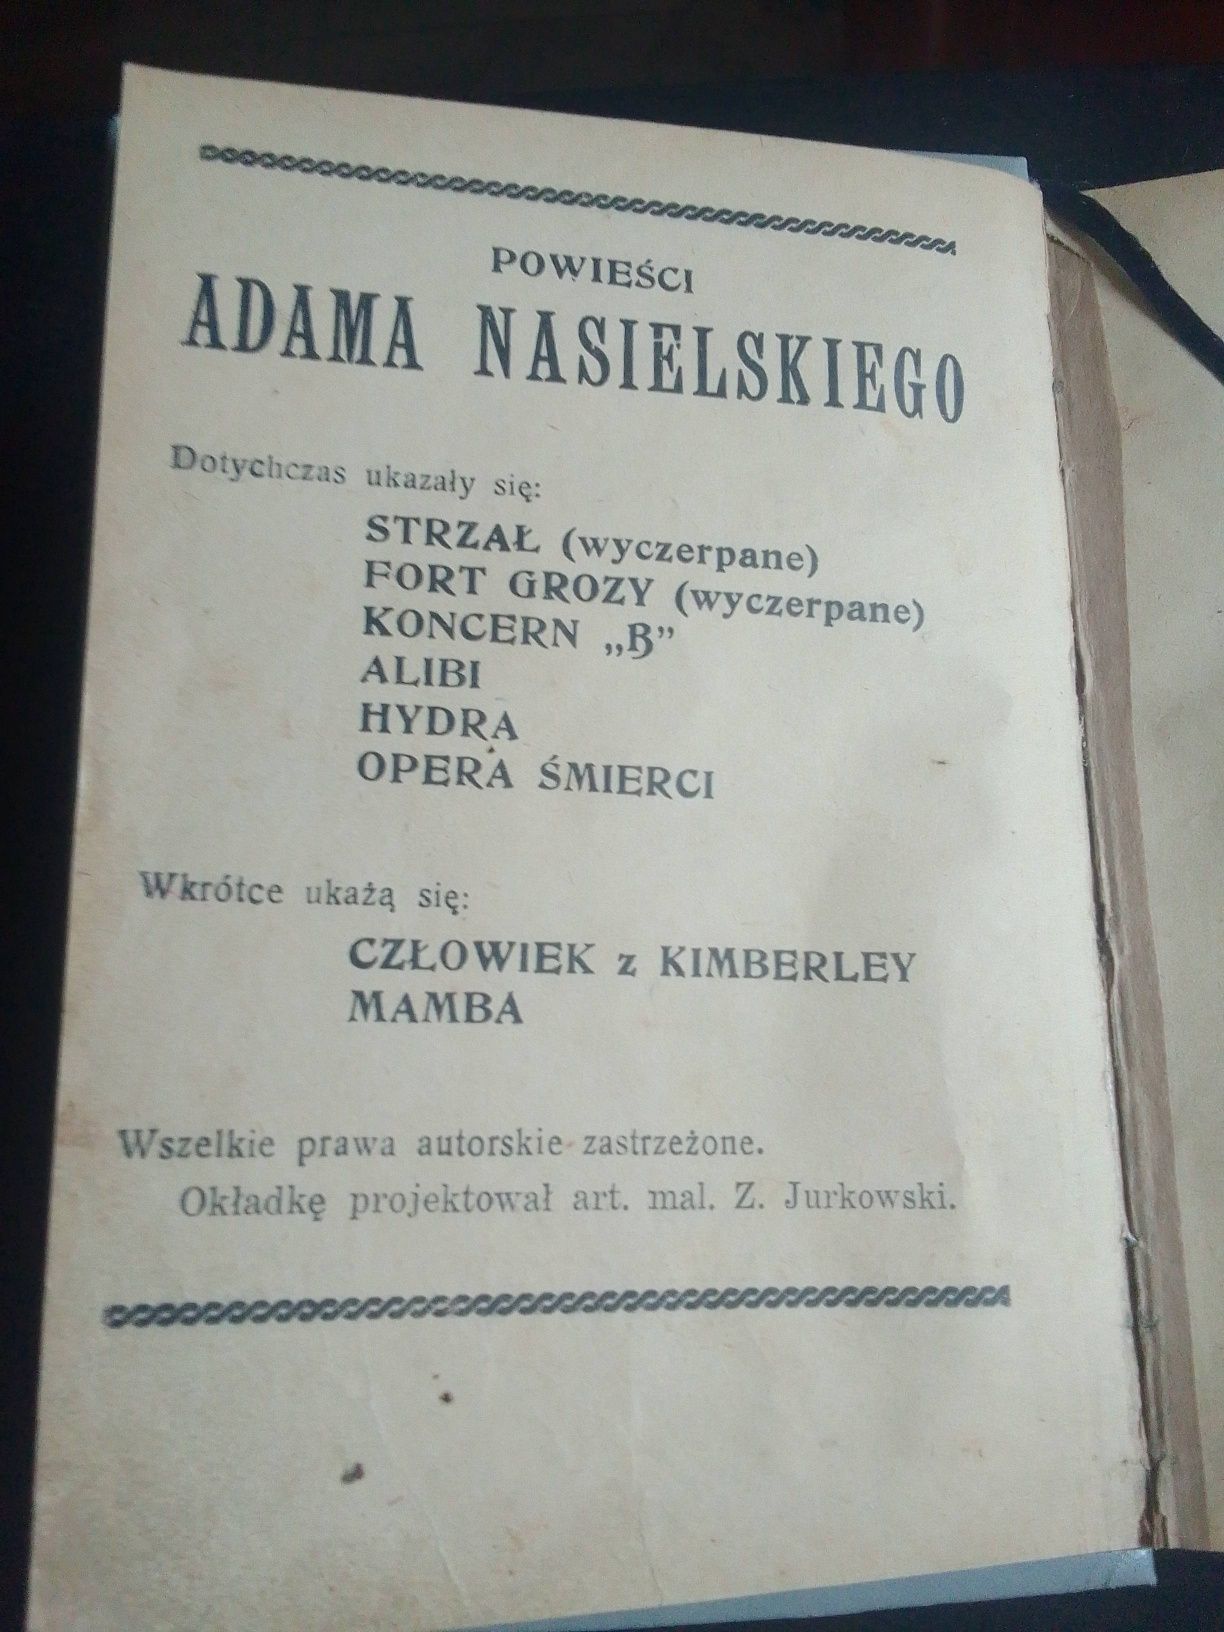 POWIEŚCI
ADAMA NASIELSKIEGO
Dotychczas ukazały się:
STRZAŁ (wyczerpane)
FORT GROZY (wyczerpane)
KONCERN „B”
ALIBI
HYDRA
OPERA ŚMIERCI
Wkrótce ukażą się:
CZŁOWIEK z KIMBERLEY
MAMBA
Wszelkie prawa autorskie zastrzeżone.
Okładkę projektował art. mal. Z. Jurkowski.